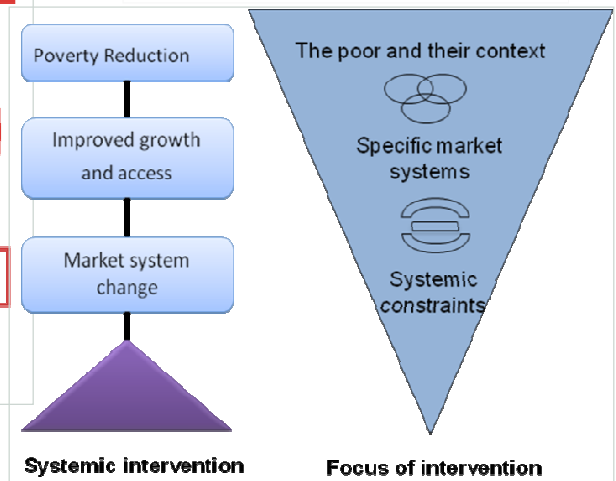 Poverty Reduction
Improved growth
and access
Market system
change
Systemic intervention
The poor and their context
Specific market
systems
Systemic
constraints
Focus of intervention